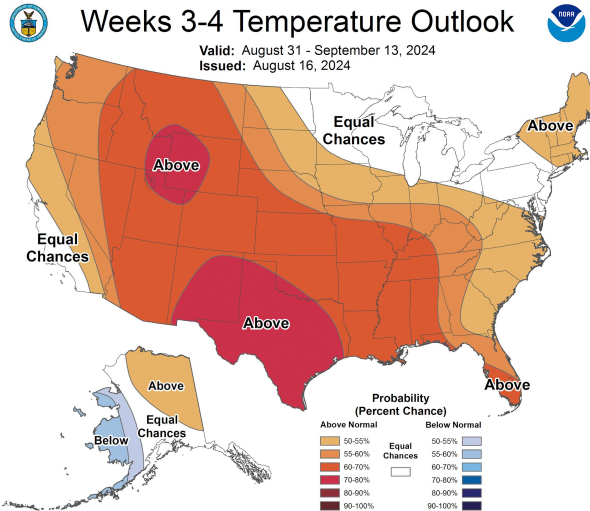 Weeks 3-4 Temperature Outlook
Valid: August 31 - September 13, 2024
Issued: August 16, 2024
NOAA
Equal
Chances
Above
Above
Equal
Chances
Above
Above
Above
Equal
Chances
Below
Probability
(Percent Chance)
Above Normal
Below Normal
50-55%
55-60%
60-70%
70-80%
80-90%
90-100%
Equal
Chances
50-55%
55-60%
60-70%
70-80%
80-90%
90-100%